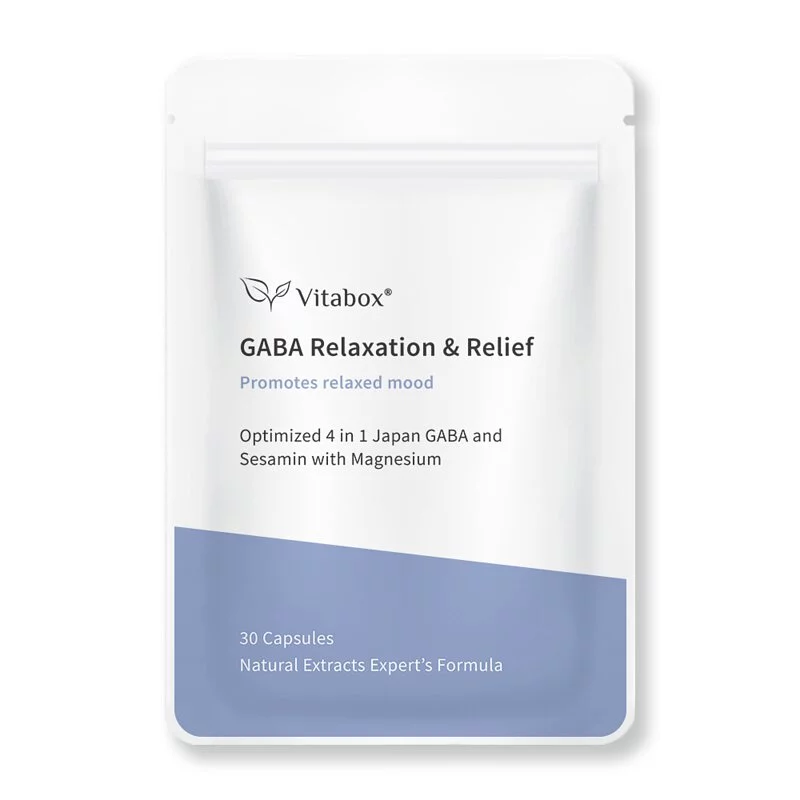 Vitabox®
GABA Relaxation & Relief
Promotes relaxed mood
Optimized 4 in 1 Japan GABA and
Sesamin with Magnesium
30 Capsules
Natural Extracts Expert's Formula